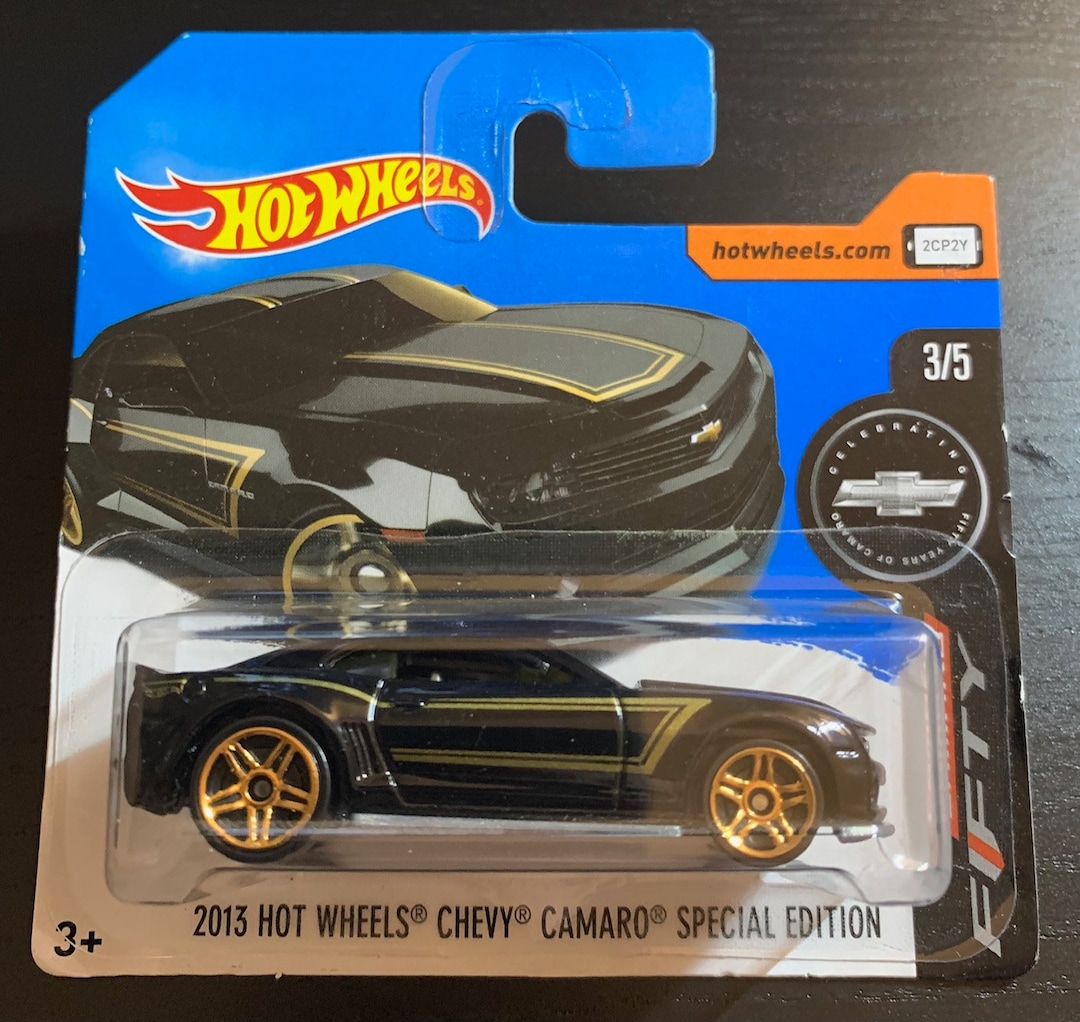 HOT WHEELS®
hotwheels.com
2CP2Y
3/5
CELEBRATING
FIFTY YEARS OF CAMARO
FIFTY
2013 HOT WHEELS® CHEVY® CAMARO® SPECIAL EDITION
3+